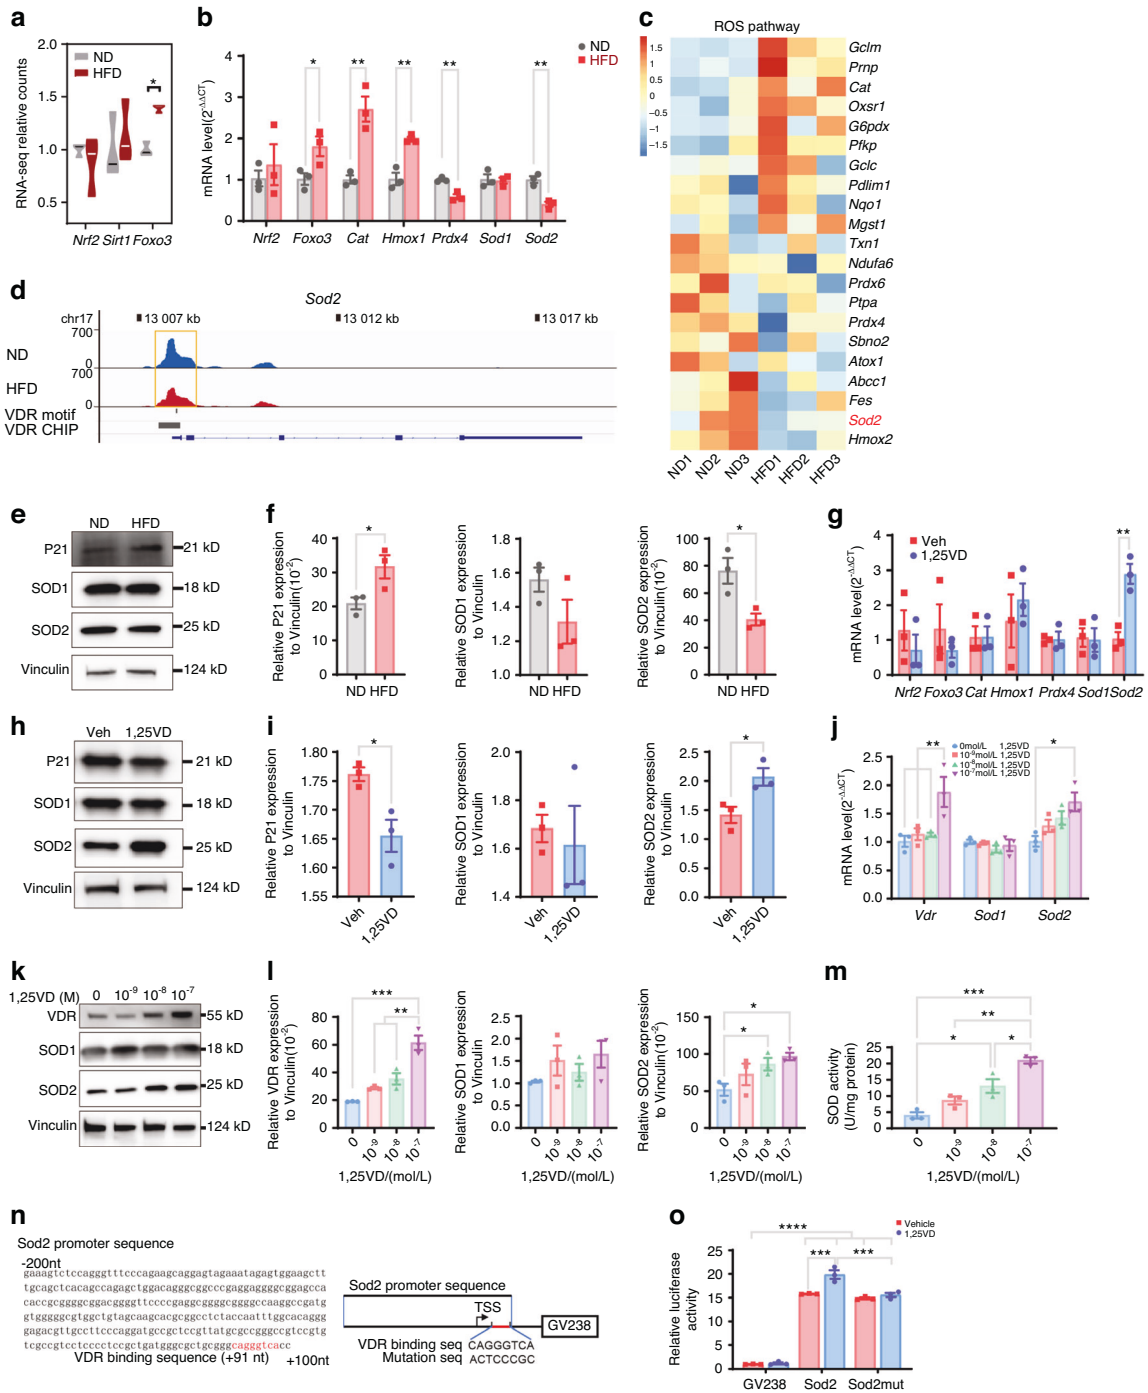 a
RNA-seq relative counts
2.0
1.5
1.0
0.5
ND
HFD
*
Nrf2 Sirt1 Foxo3
b
mRNA level(2-ΔΔCT)
4
3
2
1
0
ND
HFD
* ** ** ** **
Nrf2 Foxo3 Cat Hmox1 Prdx4 Sod1 Sod2
c
ROS pathway
1.5
1
0.5
0
−0.5
−1
−1.5
Gclm
Prnp
Cat
Oxsr1
G6pdx
Pfkp
Gclc
Pdlim1
Nqo1
Mgst1
Txn1
Ndufa6
Prdx6
Ptpa
Prdx4
Sbno2
Atox1
Abcc1
Fes
Sod2
Hmox2
ND1 ND2 ND3 HFD1 HFD2 HFD3
d
Sod2
chr17 13 007 kb 13 012 kb 13 017 kb
700
ND
0
700
HFD
0
VDR motif
VDR CHIP
e
ND HFD
P21 21 kD
SOD1 18 kD
SOD2 25 kD
Vinculin 124 kD
f
Relative P21 expression
to Vinculin(10-2)
40
30
20
10
0
*
ND HFD
Relative SOD1 expression
to Vinculin
1.8
1.6
1.4
1.2
1.0
ND HFD
Relative SOD2 expression
to Vinculin(10-2)
100
80
60
40
20
0
*
ND HFD
g
mRNA level(2-ΔΔCT)
4
3
2
1
0
Veh
1,25VD
**
Nrf2 Foxo3 Cat Hmox1 Prdx4 Sod1 Sod2
h
Veh 1,25VD
P21 21 kD
SOD1 18 kD
SOD2 25 kD
Vinculin 124 kD
i
Relative P21 expression
to Vinculin
1.80
1.75
1.70
1.65
1.60
1.55
*
Veh
1,25VD
Relative SOD1 expression
to Vinculin
2.0
1.8
1.6
1.4
Veh
1,25VD
Relative SOD2 expression
to Vinculin
2.5
2.0
1.5
1.0
0.5
0.0
*
Veh
1,25VD
j
mRNA level(2-ΔΔCT)
2.5
2.0
1.5
1.0
0.5
0.0
0mol/L 1,25VD
10-9mol/L 1,25VD
10-8mol/L 1,25VD
10-7mol/L 1,25VD
** *
Vdr Sod1 Sod2
k
1,25VD (M) 0 10-9 10-8 10-7
VDR 55 kD
SOD1 18 kD
SOD2 25 kD
Vinculin 124 kD
l
Relative VDR expression
to Vinculin(10-2)
80
60
40
20
0
***
**
0 10-9 10-8 10-7
1,25VD/(mol/L)
Relative SOD1 expression
to Vinculin
2.5
2.0
1.5
1.0
0.5
0.0
0 10-9 10-8 10-7
1,25VD/(mol/L)
Relative SOD2 expression
to Vinculin(10-2)
150
100
50
0
*
*
0 10-9 10-8 10-7
1,25VD/(mol/L)
m
SOD activity
(U/mg protein)
25
20
15
10
5
0
***
**
* *
0 10-9 10-8 10-7
1,25VD/(mol/L)
n
Sod2 promoter sequence
-200nt
gaaagtctccagggtttcccagaagcaggagtagaaatagagtggaagctt
tgcagctcacagccagagctggacagggcggcccgaggaggggcggagcca
caccgcggggcggacggggttccccgaggcggggcggggccaaggccgatg
gtgggggcgtggctgtagcaagcacgcggcctctaccaatttggcacaggg
gagacgttgccttcccaggatgccgctccgttatgcgccgggccgtccgtg
tcgccgtcctcccctccgctgatgggcgctgcgggcagggtcacc
VDR binding sequence (+91 nt) +100nt
Sod2 promoter sequence
TSS
GV238
VDR binding seq CAGGGTCA
Mutation seq ACTCCCGC
o
Relative luciferase
activity
25
20
15
10
5
0
Vehicle
1,25VD
****
*** ***
GV238 Sod2 Sod2mut